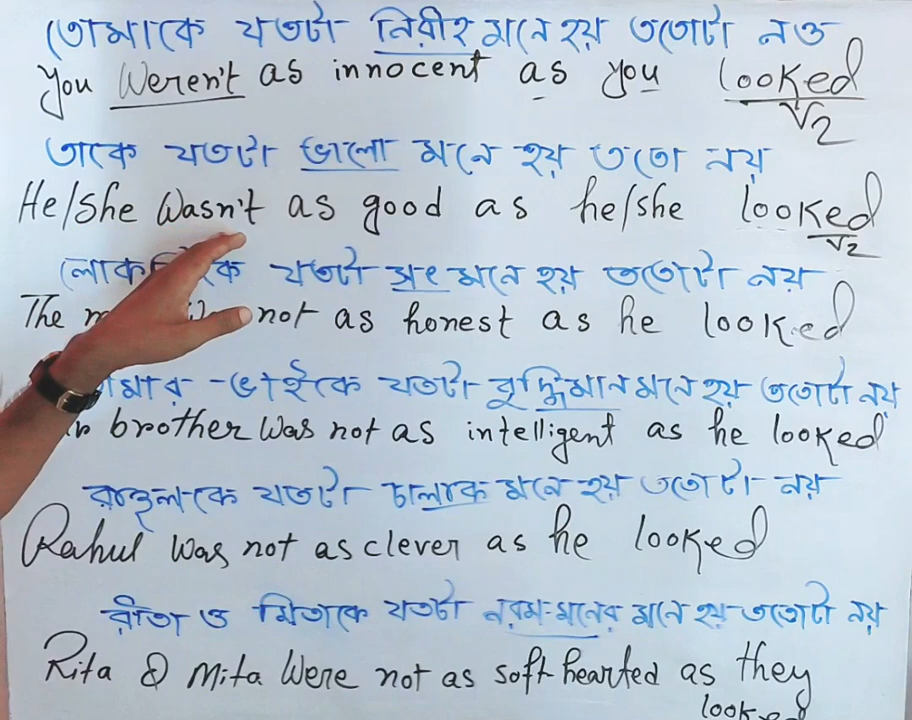 তোমাকে যতটা নিরীহ মনে হয় ততোটা নও
You Weren't as innocent as you looked
V2
তাকে যতটা ভালো মনে হয় ততো নয়
He/She Wasn't as good as he/she looked
V2
যতটা সৎ মনে হয় ততোটা নয়
The not as honest as he looked
ভাইকে যতটা বুদ্ধিমান মনে হয় ততোটা নয়
brother Was not as intelligent as he looked
যতটা চালাক মনে হয় ততোটা নয়
Rahul was not as clever as he looked
রীতা ও মিতাকে যতটা নরম মনের মনে হয় ততোটা নয়
Rita & Mita Were not as soft hearted as they
looked